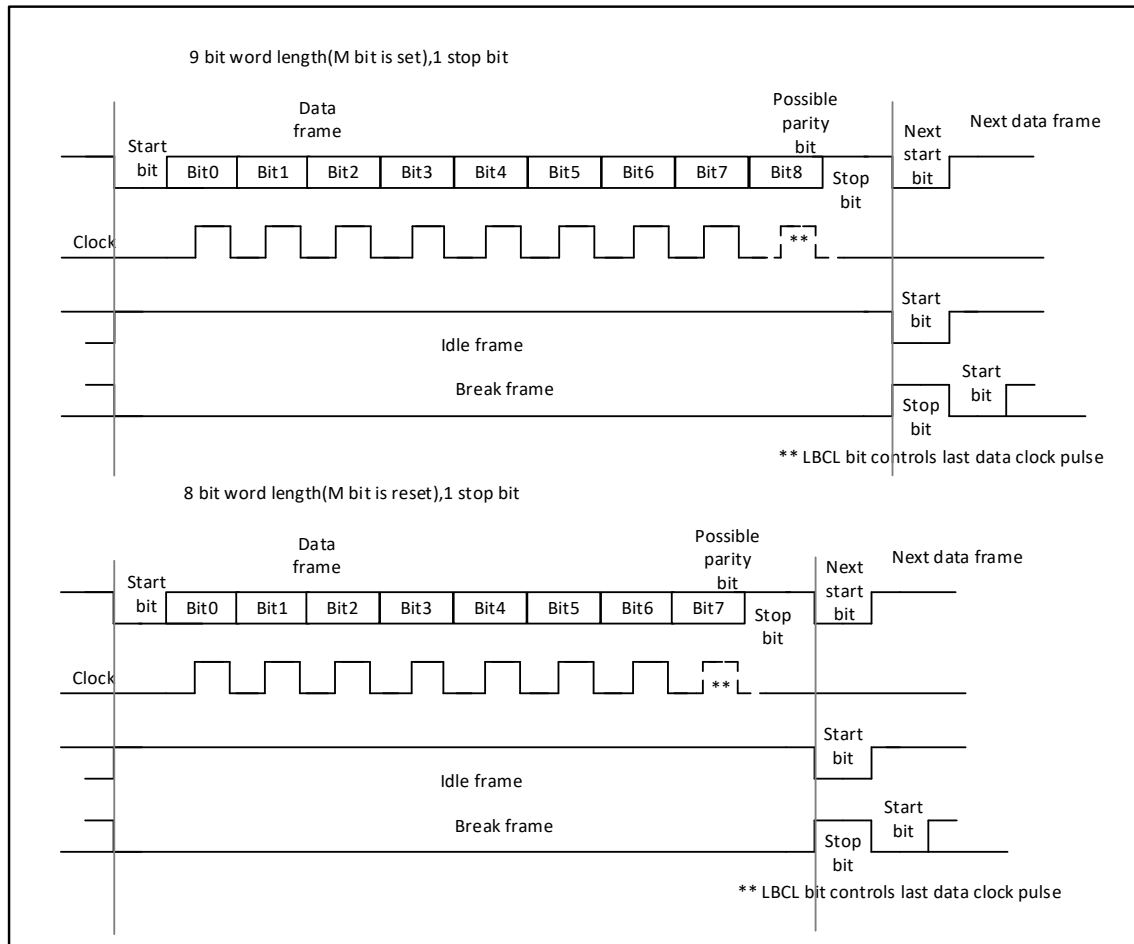 9 bit word length(M bit is set),1 stop bit
Data
frame
Possible
parity
bit
Next data frame
Next
start
bit
Start
bit
Bit0
Bit1
Bit2
Bit3
Bit4
Bit5
Bit6
Bit7
Bit8
Stop
bit
Clock
**
Start
bit
Idle frame
Break frame
Start
bit
Stop
bit
** LBCL bit controls last data clock pulse
8 bit word length(M bit is reset),1 stop bit
Data
frame
Possible
parity
bit
Next data frame
Next
start
bit
Start
bit
Bit0
Bit1
Bit2
Bit3
Bit4
Bit5
Bit6
Bit7
Stop
bit
Clock
**
Start
bit
Idle frame
Break frame
Start
bit
Stop
bit
** LBCL bit controls last data clock pulse